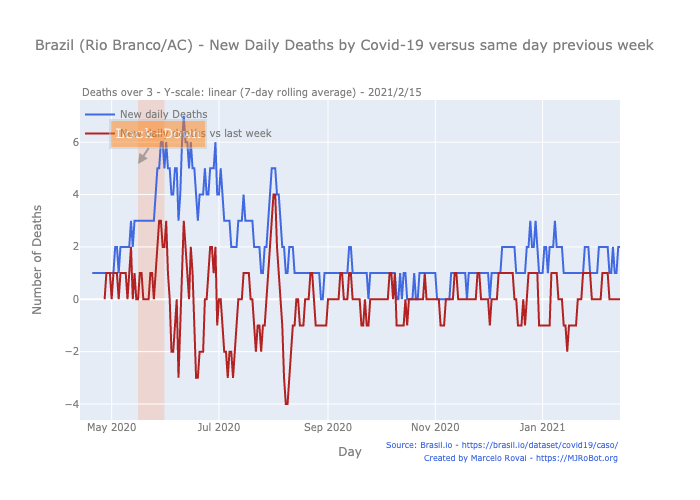 Brazil (Rio Branco/AC) - New Daily Deaths by Covid-19 versus same day previous week
Deaths over 3 - Y-scale: linear (7-day rolling average) - 2021/2/15
New daily Deaths
Lock Down
New daily Deaths vs last week
Number of Deaths
6
4
2
0
−2
−4
May 2020
Jul 2020
Sep 2020
Nov 2020
Jan 2021
Day
Source: Brasil.io - https://brasil.io/dataset/covid19/caso/
Created by Marcelo Rovai - https://MJRoBot.org